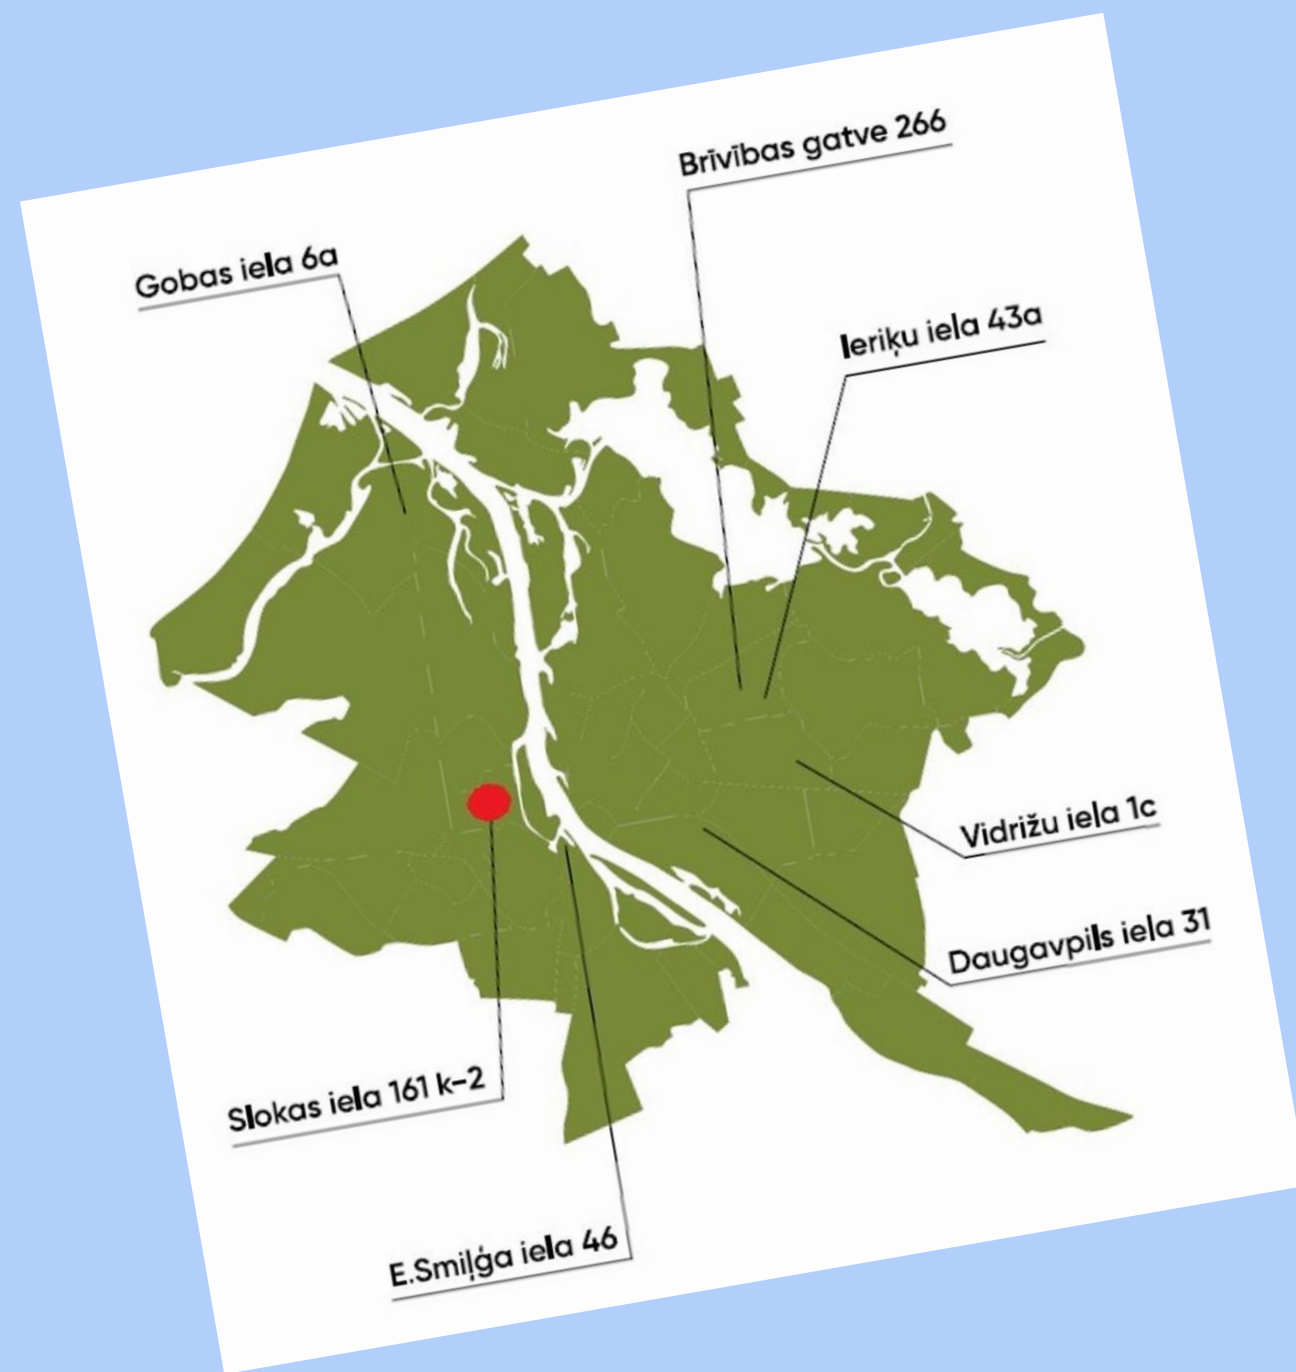 Brīvības gatve 266
Gobas iela 6a
Ieriķu iela 43a
Vidrižu iela 1c
Daugavpils iela 31
Slokas iela 161 k–2
E.Smiļģa iela 46